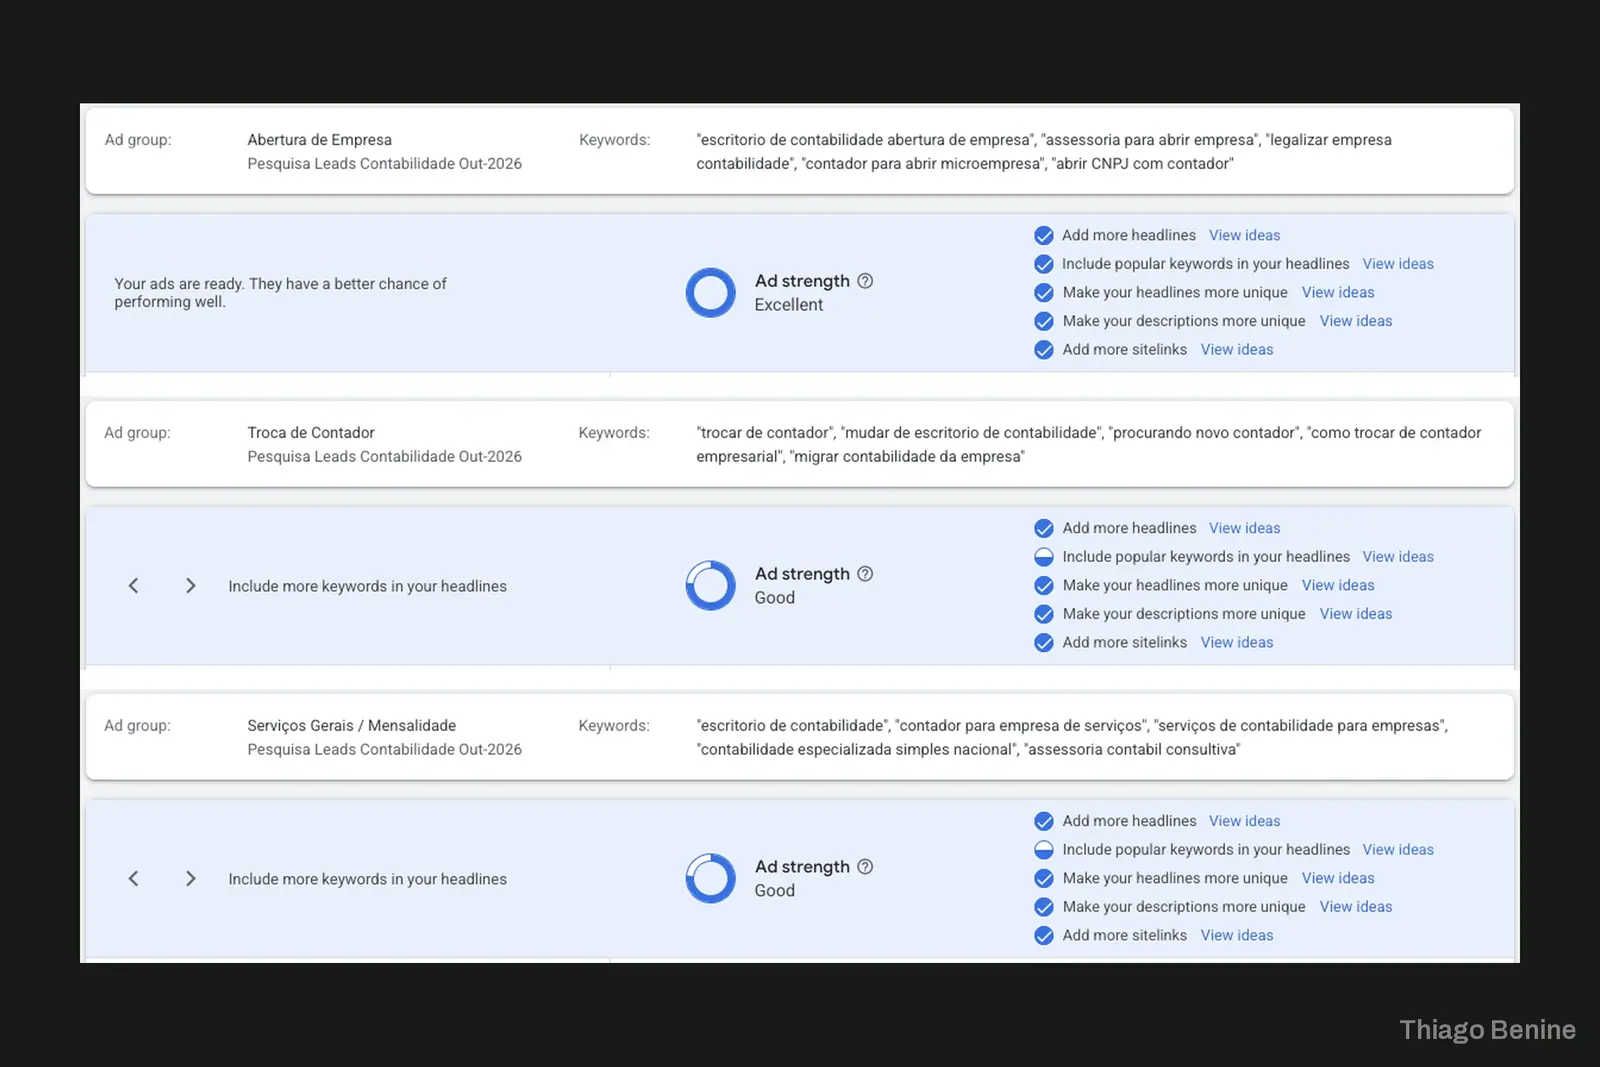 Ad group: Abertura de Empresa Keywords: "escritorio de contabilidade abertura de empresa", "assessoria para abrir empresa", "legalizar empresa
Pesquisa Leads Contabilidade Out-2026 contabilidade", "contador para abrir microempresa", "abrir CNPJ com contador"
Your ads are ready. They have a better chance of
performing well.
Ad strength
Excellent
Add more headlines View ideas
Include popular keywords in your headlines View ideas
Make your headlines more unique View ideas
Make your descriptions more unique View ideas
Add more sitelinks View ideas
Ad group: Troca de Contador Keywords: "trocar de contador", "mudar de escritorio de contabilidade", "procurando novo contador", "como trocar de contador
Pesquisa Leads Contabilidade Out-2026 empresarial", "migrar contabilidade da empresa"
Include more keywords in your headlines
Ad strength
Good
Add more headlines View ideas
Include popular keywords in your headlines View ideas
Make your headlines more unique View ideas
Make your descriptions more unique View ideas
Add more sitelinks View ideas
Ad group: Serviços Gerais / Mensalidade Keywords: "escritorio de contabilidade", "contador para empresa de serviços", "serviços de contabilidade para empresas",
Pesquisa Leads Contabilidade Out-2026 "contabilidade especializada simples nacional", "assessoria contabil consultiva"
Include more keywords in your headlines
Ad strength
Good
Add more headlines View ideas
Include popular keywords in your headlines View ideas
Make your headlines more unique View ideas
Make your descriptions more unique View ideas
Add more sitelinks View ideas
Thiago Benine